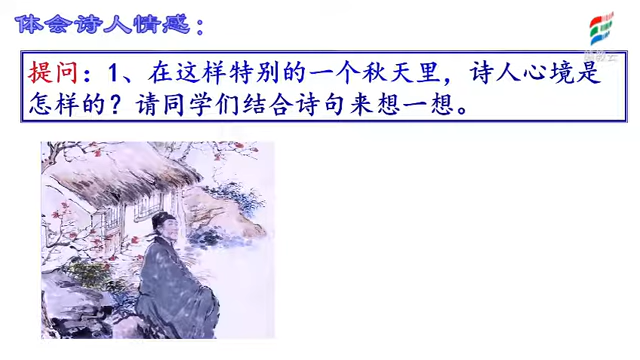 体会诗人情感：
提问：1、在这样特别的一个秋天里，诗人心境是
怎样的？请同学们结合诗句来想一想。